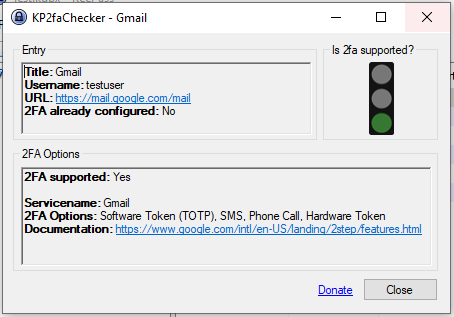 KP2faChecker - Gmail
Entry
Title: Gmail
Username: testuser
URL: https://mail.google.com/mail
2FA already configured: No
Is 2fa supported?
2FA Options
2FA supported: Yes
Servicename: Gmail
2FA Options: Software Token (TOTP), SMS, Phone Call, Hardware Token
Documentation: https://www.google.com/intl/en-US/landing/2step/features.html
Donate
Close